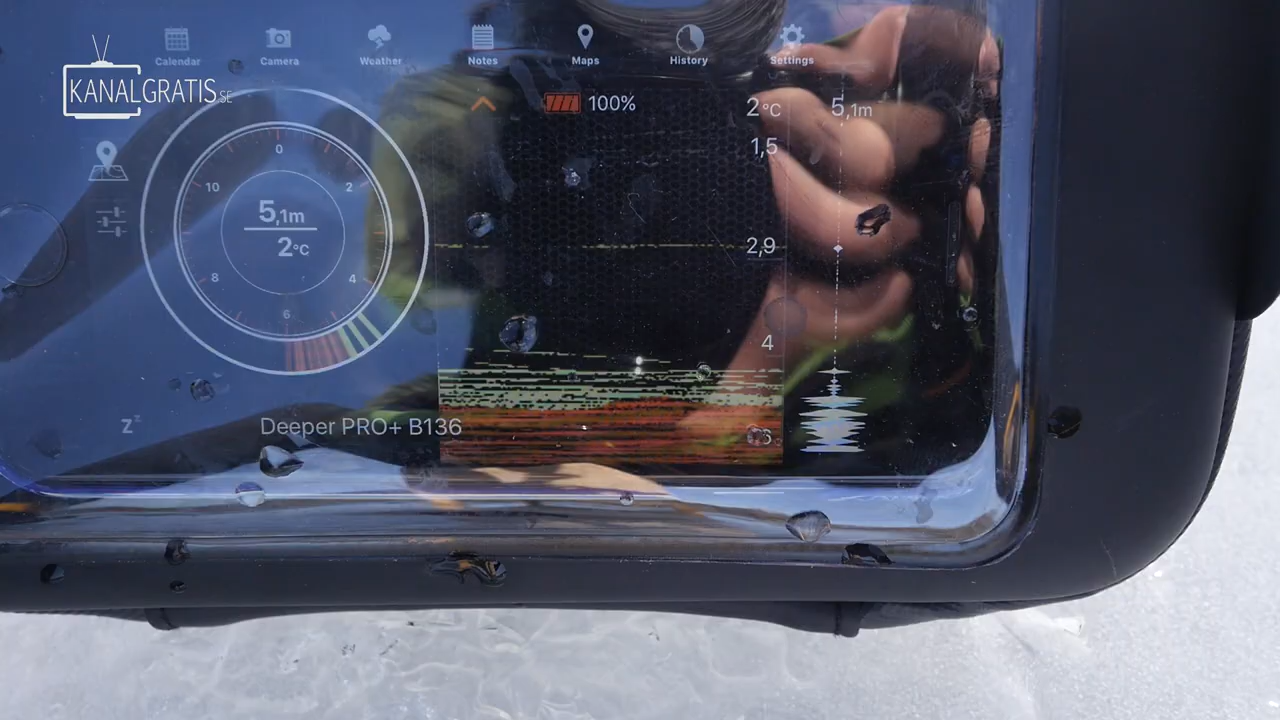 Calendar
Camera
Weather
Notes
Maps
History
Settings
KANALGRATIS.SE
100%
2°C
5,1m
1,5
0
10
2
5,1m
2°C
2,9
8
4
6
4
Zz
Deeper PRO+ B136